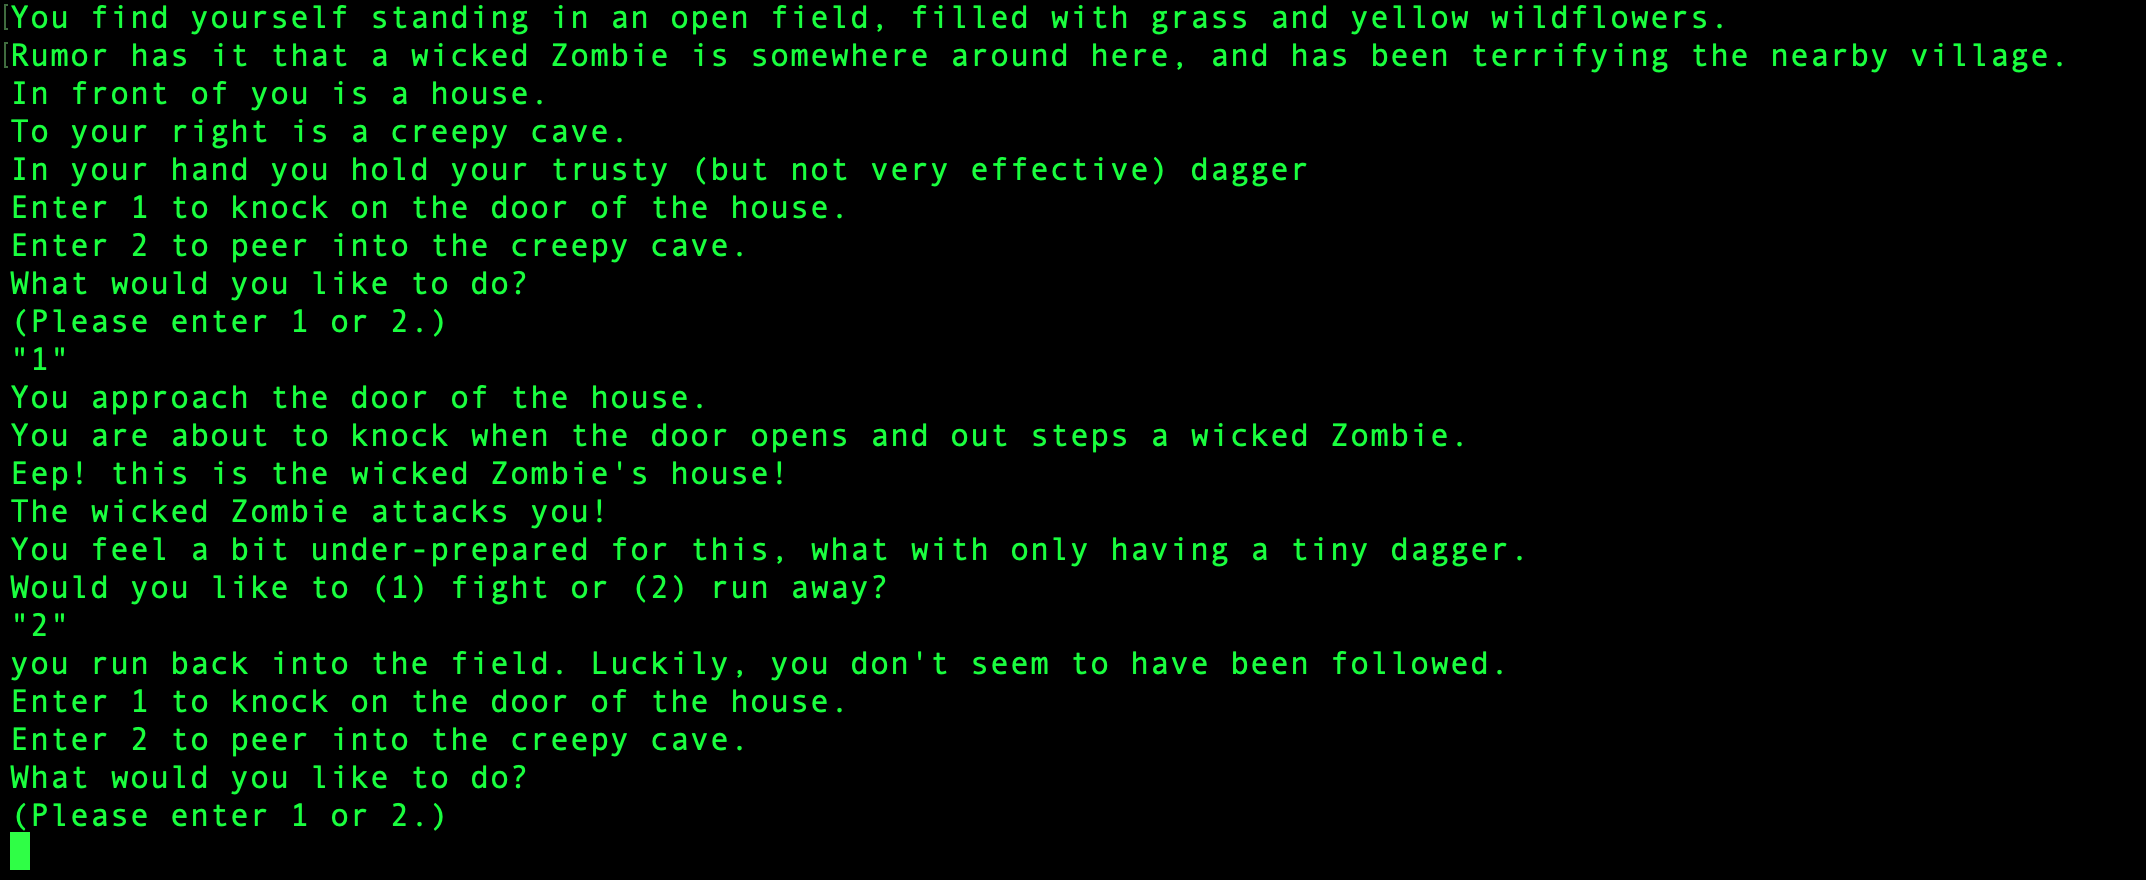 You find yourself standing in an open field, filled with grass and yellow wildflowers.
Rumor has it that a wicked Zombie is somewhere around here, and has been terrifying the nearby village.
In front of you is a house.
To your right is a creepy cave.
In your hand you hold your trusty (but not very effective) dagger
Enter 1 to knock on the door of the house.
Enter 2 to peer into the creepy cave.
What would you like to do?
(Please enter 1 or 2.)
"1"
You approach the door of the house.
You are about to knock when the door opens and out steps a wicked Zombie.
Eep! this is the wicked Zombie's house!
The wicked Zombie attacks you!
You feel a bit under-prepared for this, what with only having a tiny dagger.
Would you like to (1) fight or (2) run away?
"2"
you run back into the field. Luckily, you don't seem to have been followed.
Enter 1 to knock on the door of the house.
Enter 2 to peer into the creepy cave.
What would you like to do?
(Please enter 1 or 2.)